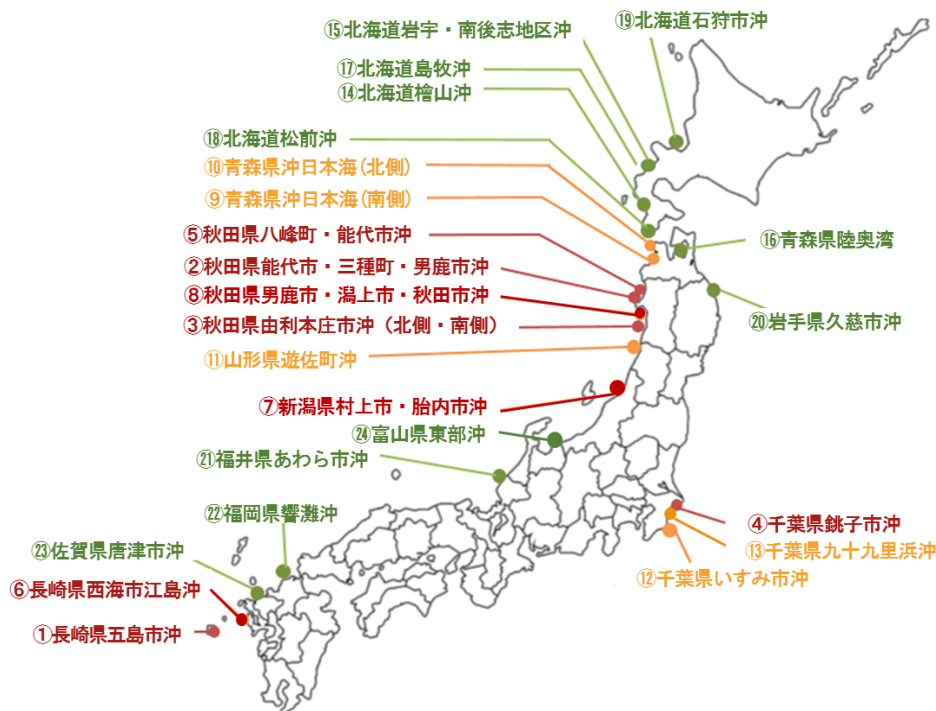 ⑮北海道岩宇・南後志地区沖
⑲北海道石狩市沖
⑰北海道島牧沖
⑭北海道檜山沖
⑱北海道松前沖
⑩青森県沖日本海(北側)
⑨青森県沖日本海(南側)
⑤秋田県八峰町・能代市沖
⑯青森県陸奥湾
②秋田県能代市・三種町・男鹿市沖
⑧秋田県男鹿市・潟上市・秋田市沖
③秋田県由利本荘市沖（北側・南側）
⑳岩手県久慈市沖
⑪山形県遊佐町沖
⑦新潟県村上市・胎内市沖
㉔富山県東部沖
㉑福井県あわら市沖
㉒福岡県響灘沖
④千葉県銚子市沖
㉓佐賀県唐津市沖
⑬千葉県九十九里浜沖
⑫千葉県いすみ市沖
⑥長崎県西海市江島沖
①長崎県五島市沖